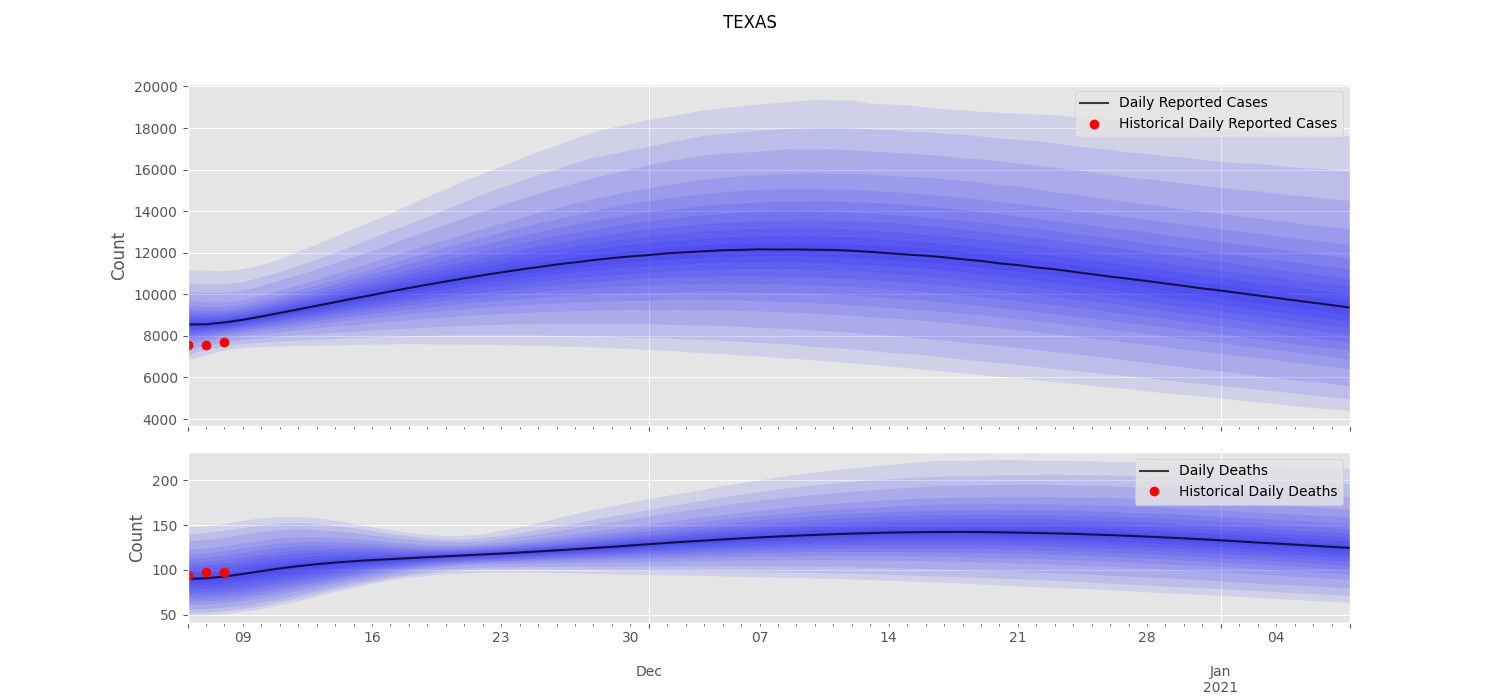 TEXAS
20000
18000
16000
14000
12000
10000
8000
6000
4000
Count
Daily Reported Cases
Historical Daily Reported Cases
200
150
100
50
Count
Daily Deaths
Historical Daily Deaths
09 16 23 30 07 14 21 28 04
Dec Jan
2021